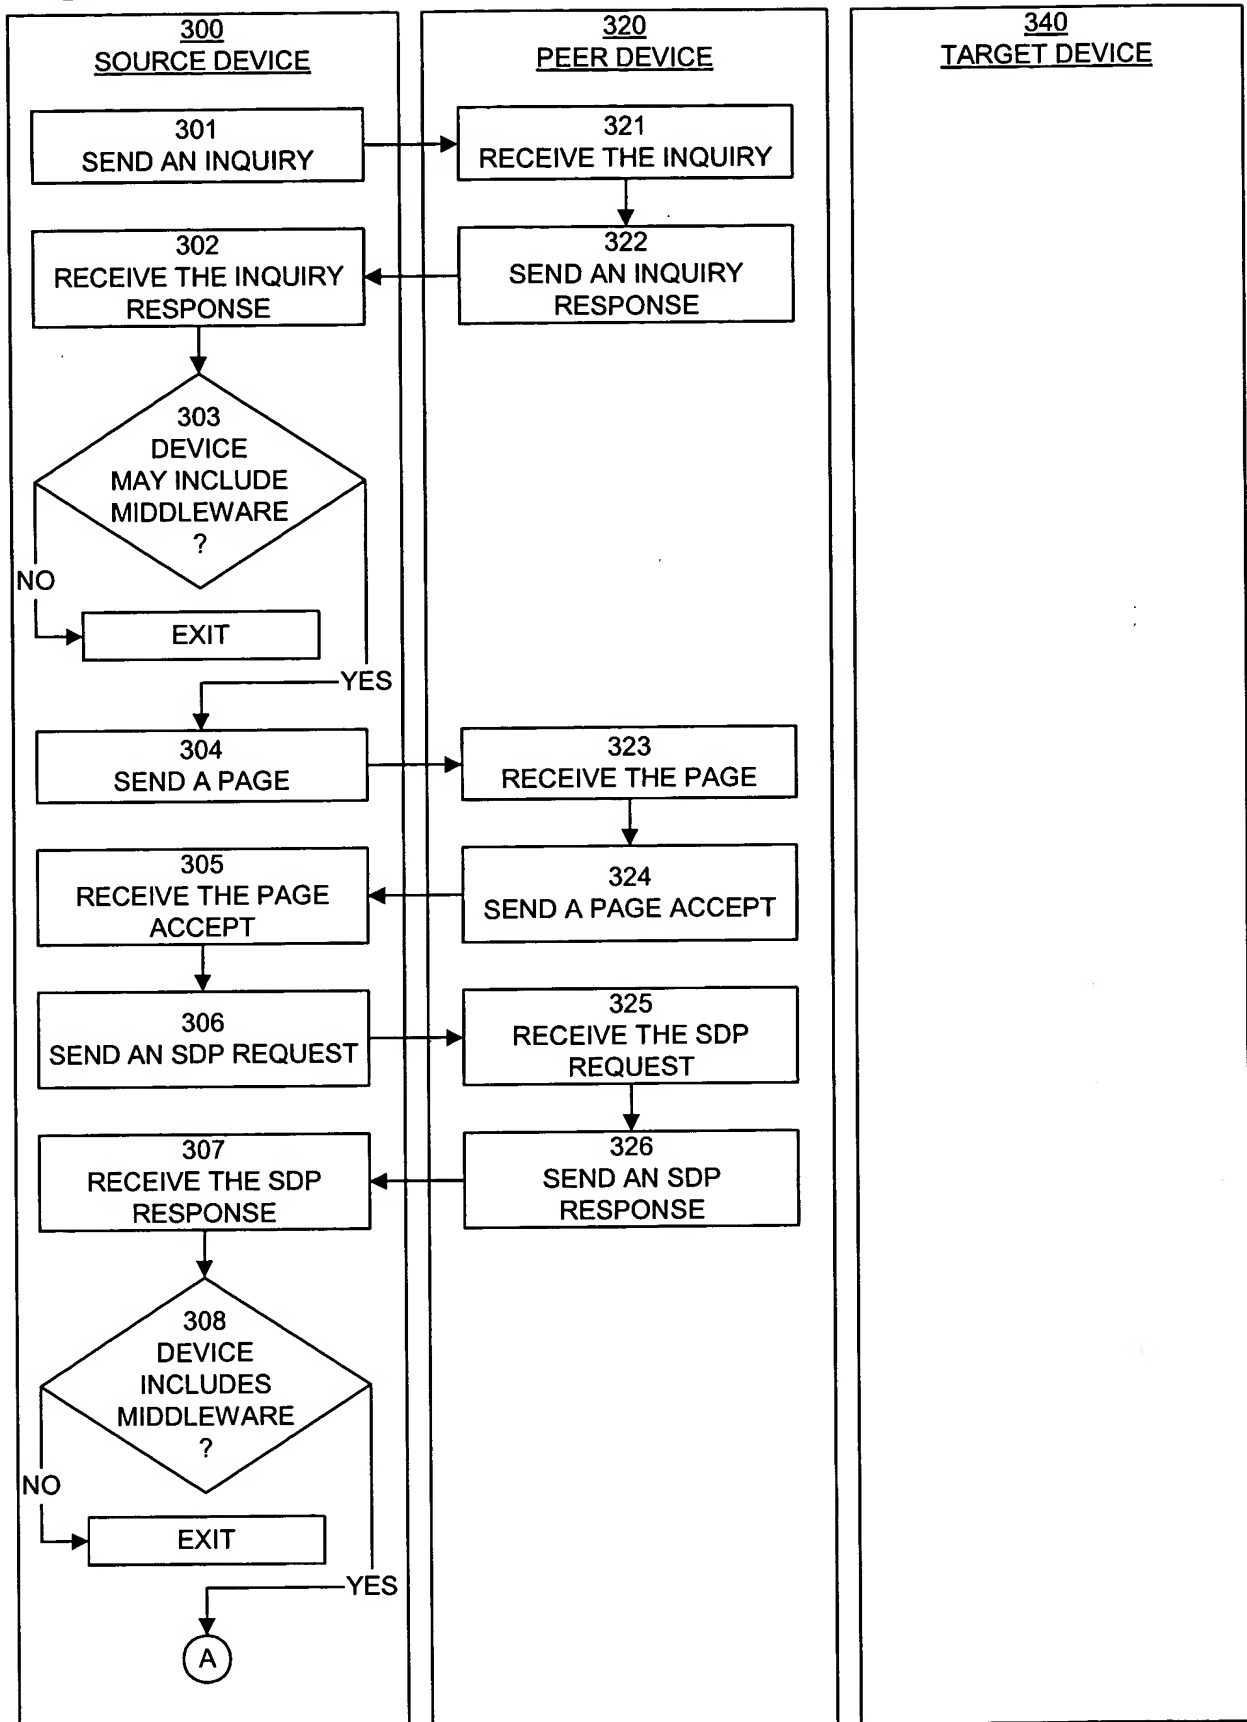 300
SOURCE DEVICE
320
PEER DEVICE
340
TARGET DEVICE
301
SEND AN INQUIRY
321
RECEIVE THE INQUIRY
302
RECEIVE THE INQUIRY
RESPONSE
322
SEND AN INQUIRY
RESPONSE
303
DEVICE
MAY INCLUDE
MIDDLEWARE
?
NO
EXIT
YES
304
SEND A PAGE
323
RECEIVE THE PAGE
305
RECEIVE THE PAGE
ACCEPT
324
SEND A PAGE ACCEPT
306
SEND AN SDP REQUEST
325
RECEIVE THE SDP
REQUEST
307
RECEIVE THE SDP
RESPONSE
326
SEND AN SDP
RESPONSE
308
DEVICE
INCLUDES
MIDDLEWARE
?
NO
EXIT
YES
A